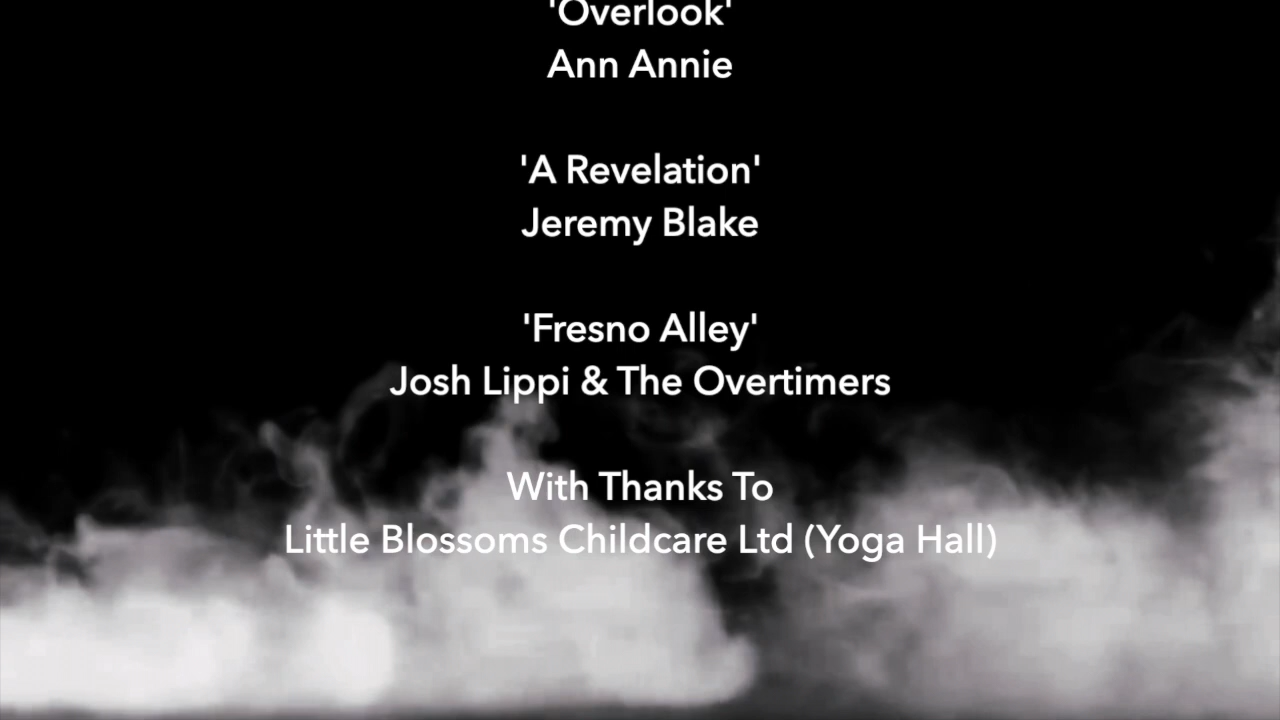 'Overlook'
Ann Annie
'A Revelation'
Jeremy Blake
'Fresno Alley'
Josh Lippi & The Overtimers
With Thanks To
Little Blossoms Childcare Ltd (Yoga Hall)